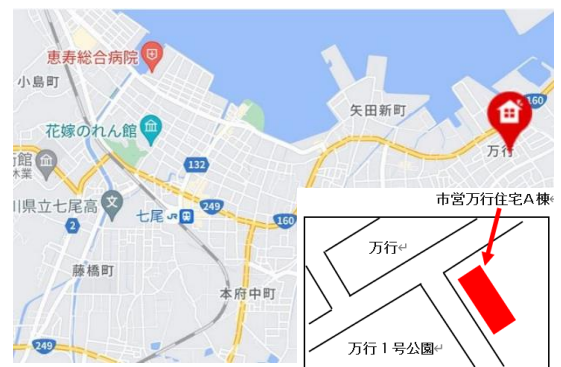 恵寿総合病院
小島町
矢田新町
160
花嫁のれん館
万行
館
休業
132
川県立七尾高
249
七尾
JR
160
2
市営万行住宅A棟
藤橋町
万行
本府中町
249
万行1号公園